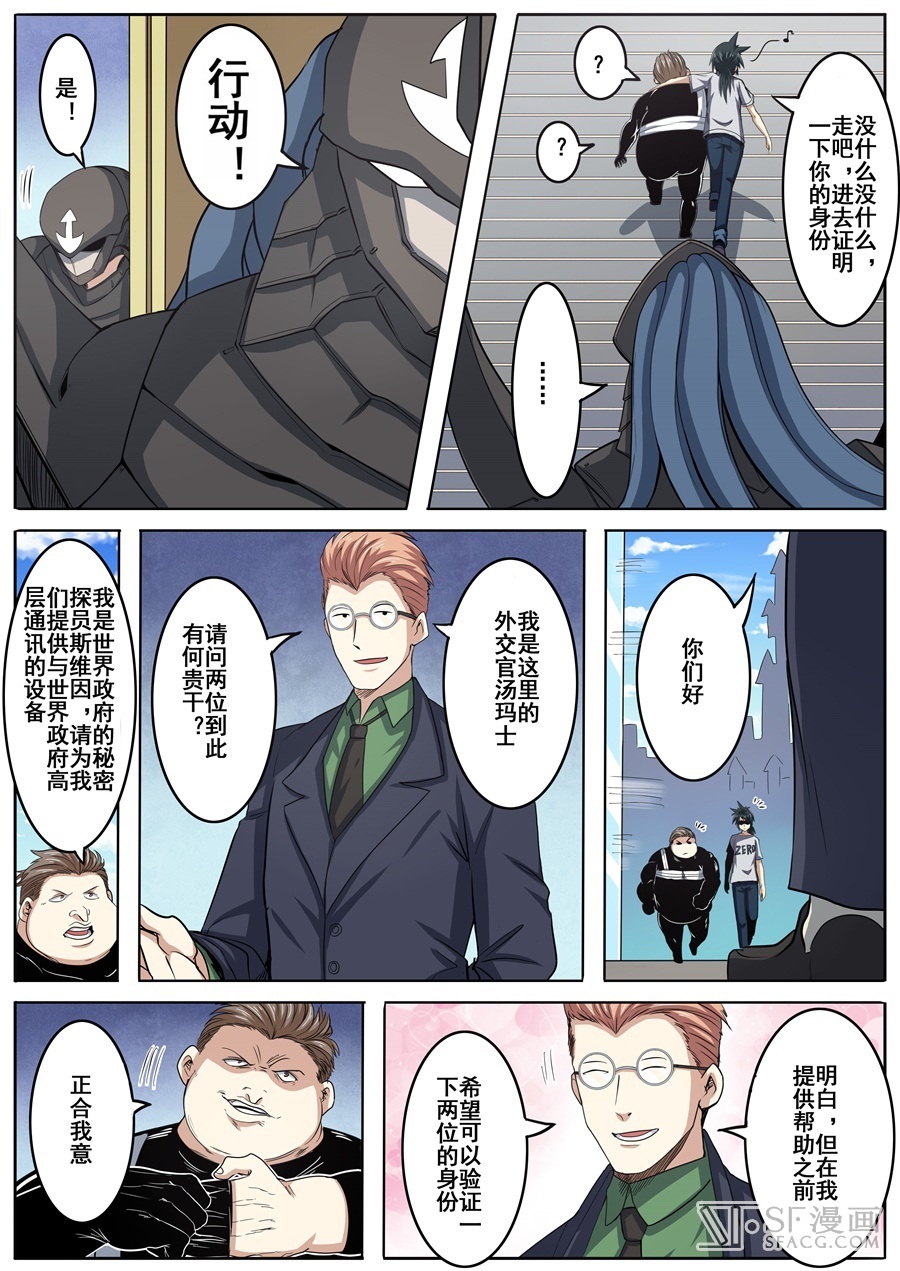 没什么没什么，
走吧，进去证明
一下你的身份
？
？
……
行动！
是！
你们好
ZERO
我是这里的
外交官汤玛士
请问两位到此
有何贵干？
我是世界政府的秘密
探员斯维因，请为我
们提供与世界政府高
层通讯的设备
明白，但在我
提供帮助之前
希望可以验证一
下两位的身份
正合我意
SF漫画
SFACG.COM